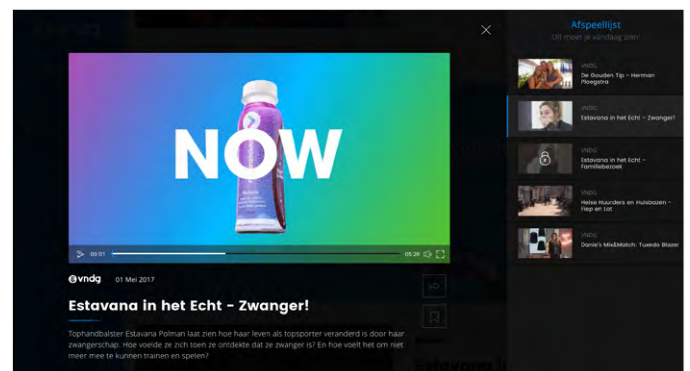 Afspeellijst
Dit moet je vandaag zien!
NOW
VNDG
De Gouden Tip - Herman
Ploegstra
VNDG
Estavana in het Echt - Zwanger!
VNDG
Estavana in het Echt -
Familiebezoek
VNDG
Helse Huurders en Huisbazen -
Fiep en Lot
VNDG
Danie's Mix&Match: Tuxedo Blazer
00:01
05:26
vndg
01 Mei 2017
Estavana in het Echt - Zwanger!
Tophandbalster Estavana Polman laat zien hoe haar leven als topsporter veranderd is door haar
zwangerschap. Hoe voelde ze zich toen ze ontdekte dat ze zwanger is? En hoe voelt het om niet
meer mee te kunnen trainen en spelen?